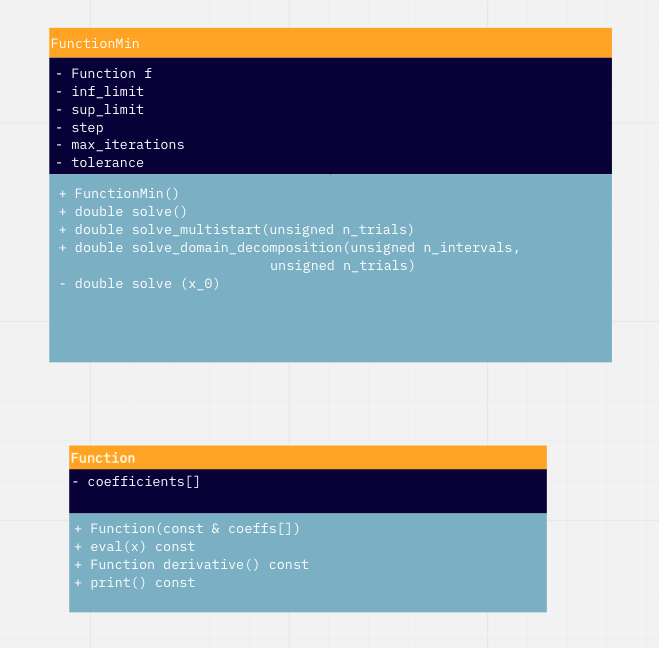 FunctionMin
- Function f
- inf_limit
- sup_limit
- step
- max_iterations
- tolerance
+ FunctionMin()
+ double solve()
+ double solve_multistart(unsigned n_trials)
+ double solve_domain_decomposition(unsigned n_intervals,
unsigned n_trials)
- double solve (x_0)
Function
- coefficients[]
+ Function(const & coeffs[])
+ eval(x) const
+ Function derivative() const
+ print() const